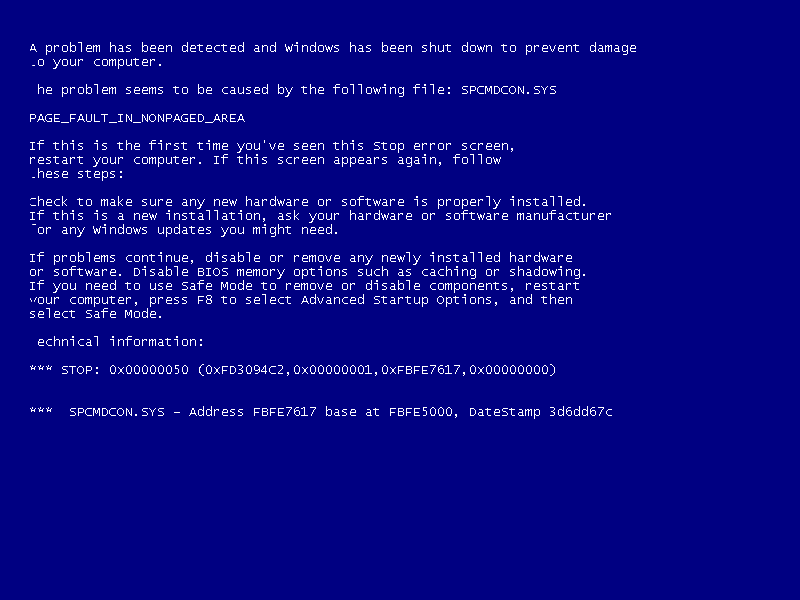 A problem has been detected and Windows has been shut down to prevent damage
to your computer.
The problem seems to be caused by the following file: SPCMDCON.SYS
PAGE_FAULT_IN_NONPAGED_AREA
If this is the first time you've seen this Stop error screen,
restart your computer. If this screen appears again, follow
these steps:
Check to make sure any new hardware or software is properly installed.
If this is a new installation, ask your hardware or software manufacturer
for any Windows updates you might need.
If problems continue, disable or remove any newly installed hardware
or software. Disable BIOS memory options such as caching or shadowing.
If you need to use Safe Mode to remove or disable components, restart
your computer, press F8 to select Advanced Startup Options, and then
select Safe Mode.
Technical information:
*** STOP: 0x00000050 (0xFD3094C2,0x00000001,0xFBFE7617,0x00000000)
*** SPCMDCON.SYS - Address FBFE7617 base at FBFE5000, DateStamp 3d6dd67c